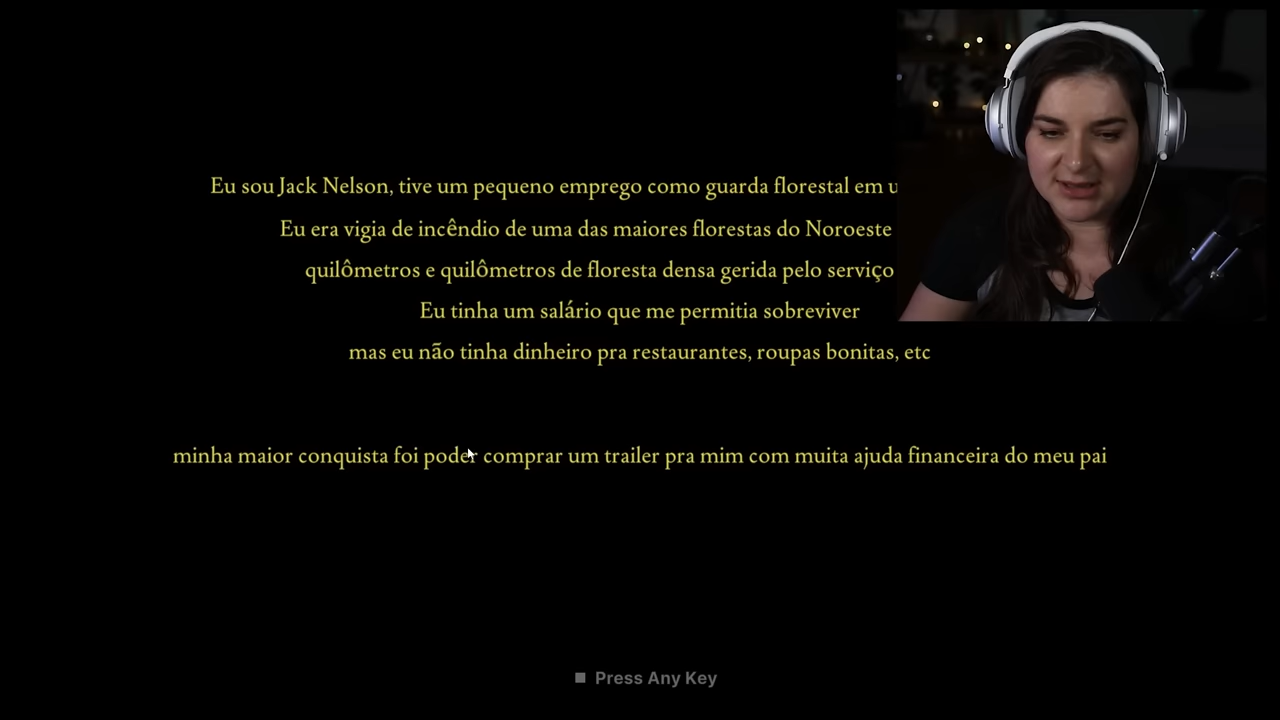 Eu sou Jack Nelson, tive um pequeno emprego como guarda florestal em
Eu era vigia de incêndio de uma das maiores florestas do Noroeste
quilômetros e quilômetros de floresta densa gerida pelo serviço
Eu tinha um salário que me permitia sobreviver
mas eu não tinha dinheiro pra restaurantes, roupas bonitas, etc
minha maior conquista foi poder comprar um trailer pra mim com muita ajuda financeira do meu pai
Press Any Key